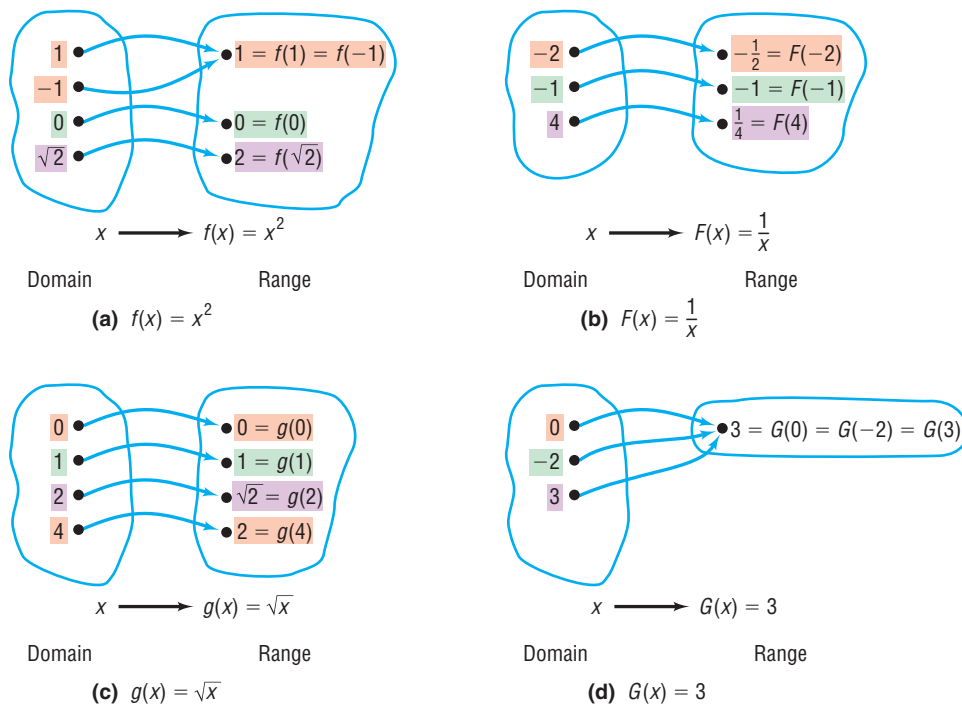 1
1 = f(1) = f(−1)
−1
0
0 = f(0)
√2
2 = f(√2)
x ⟶ f(x) = x²
Domain Range
(a) f(x) = x²
−2
−1/2 = F(−2)
−1
−1 = F(−1)
4
1/4 = F(4)
x ⟶ F(x) = 1/x
Domain Range
(b) F(x) = 1/x
0
0 = g(0)
1
1 = g(1)
2
√2 = g(2)
4
2 = g(4)
x ⟶ g(x) = √x
Domain Range
(c) g(x) = √x
0
3 = G(0) = G(−2) = G(3)
−2
3
x ⟶ G(x) = 3
Domain Range
(d) G(x) = 3